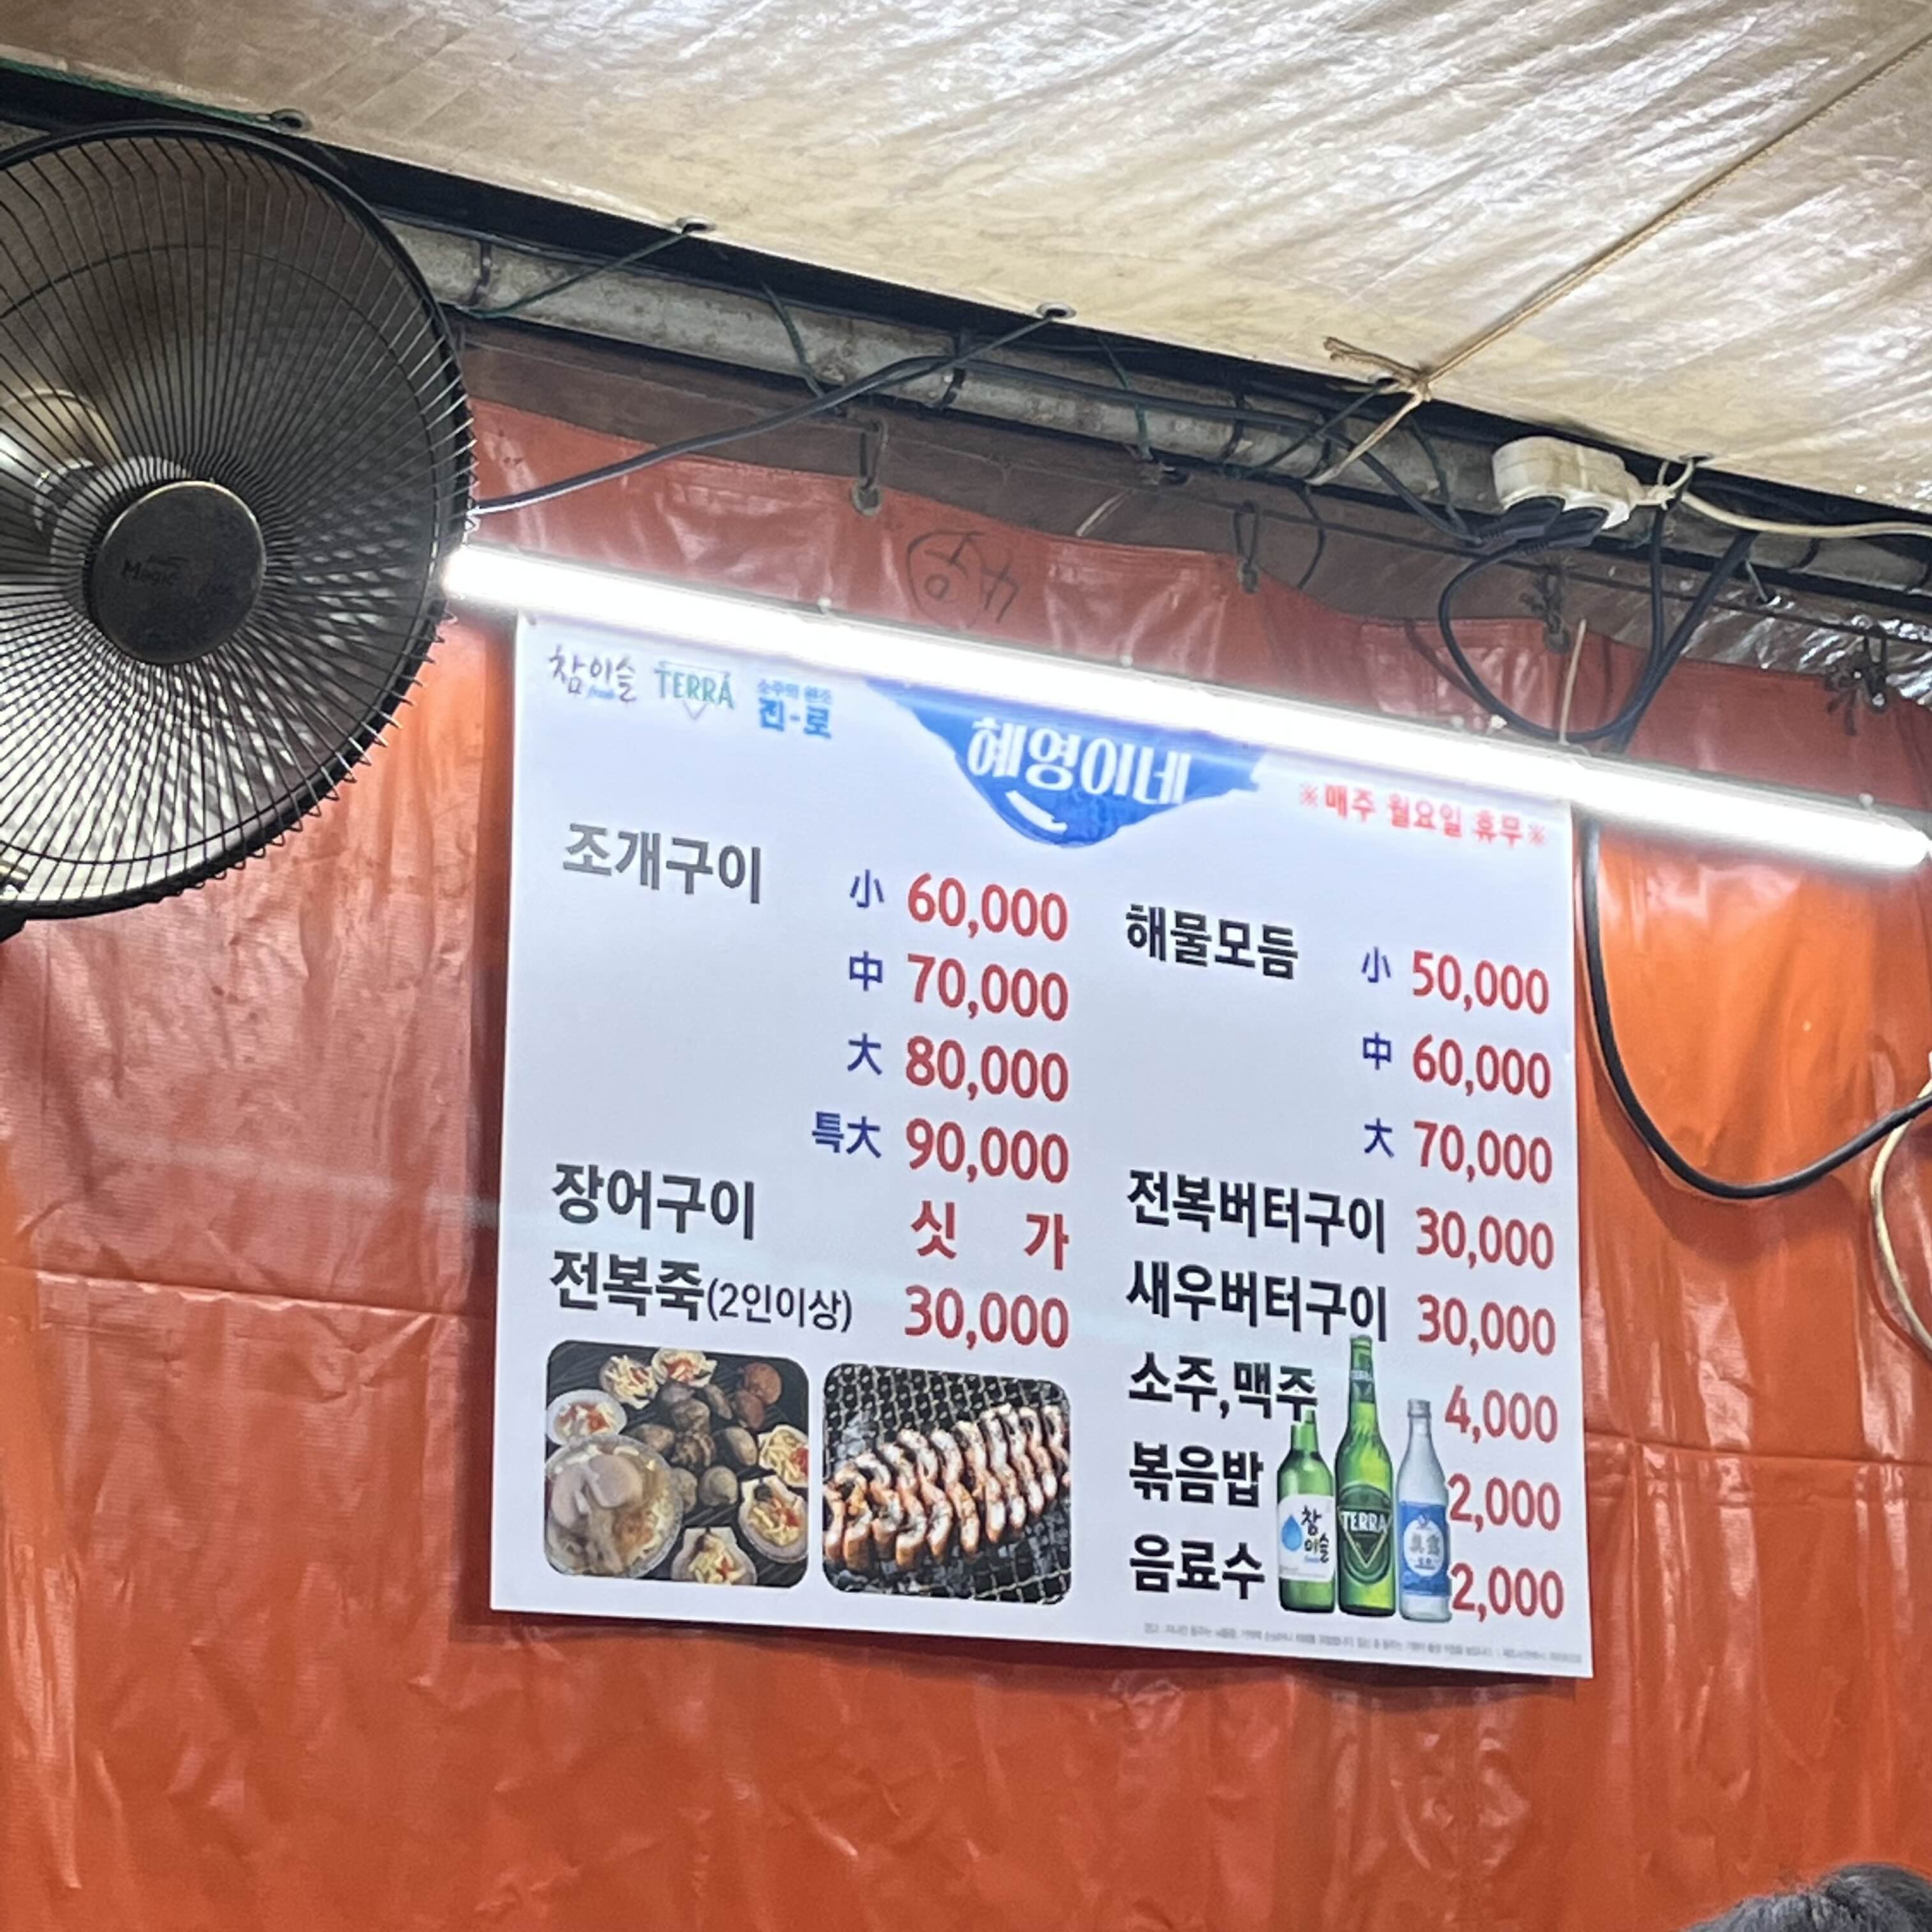 참이슬 fresh TERRA 소주의 원조 진-로
혜영이네
※매주 월요일 휴무※
조개구이 小 60,000
中 70,000
大 80,000
특大 90,000
장어구이 싯 가
전복죽(2인이상) 30,000
해물모듬 小 50,000
中 60,000
大 70,000
전복버터구이 30,000
새우버터구이 30,000
소주,맥주 4,000
볶음밥 2,000
음료수 2,000
참이슬 fresh
TERRA
TERRA
Magic